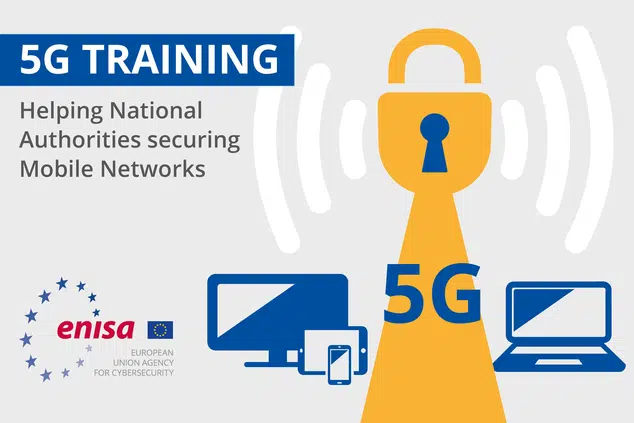 5G TRAINING
Helping National
Authorities securing
Mobile Networks
5G
enisa
EUROPEAN
UNION AGENCY
FOR CYBERSECURITY